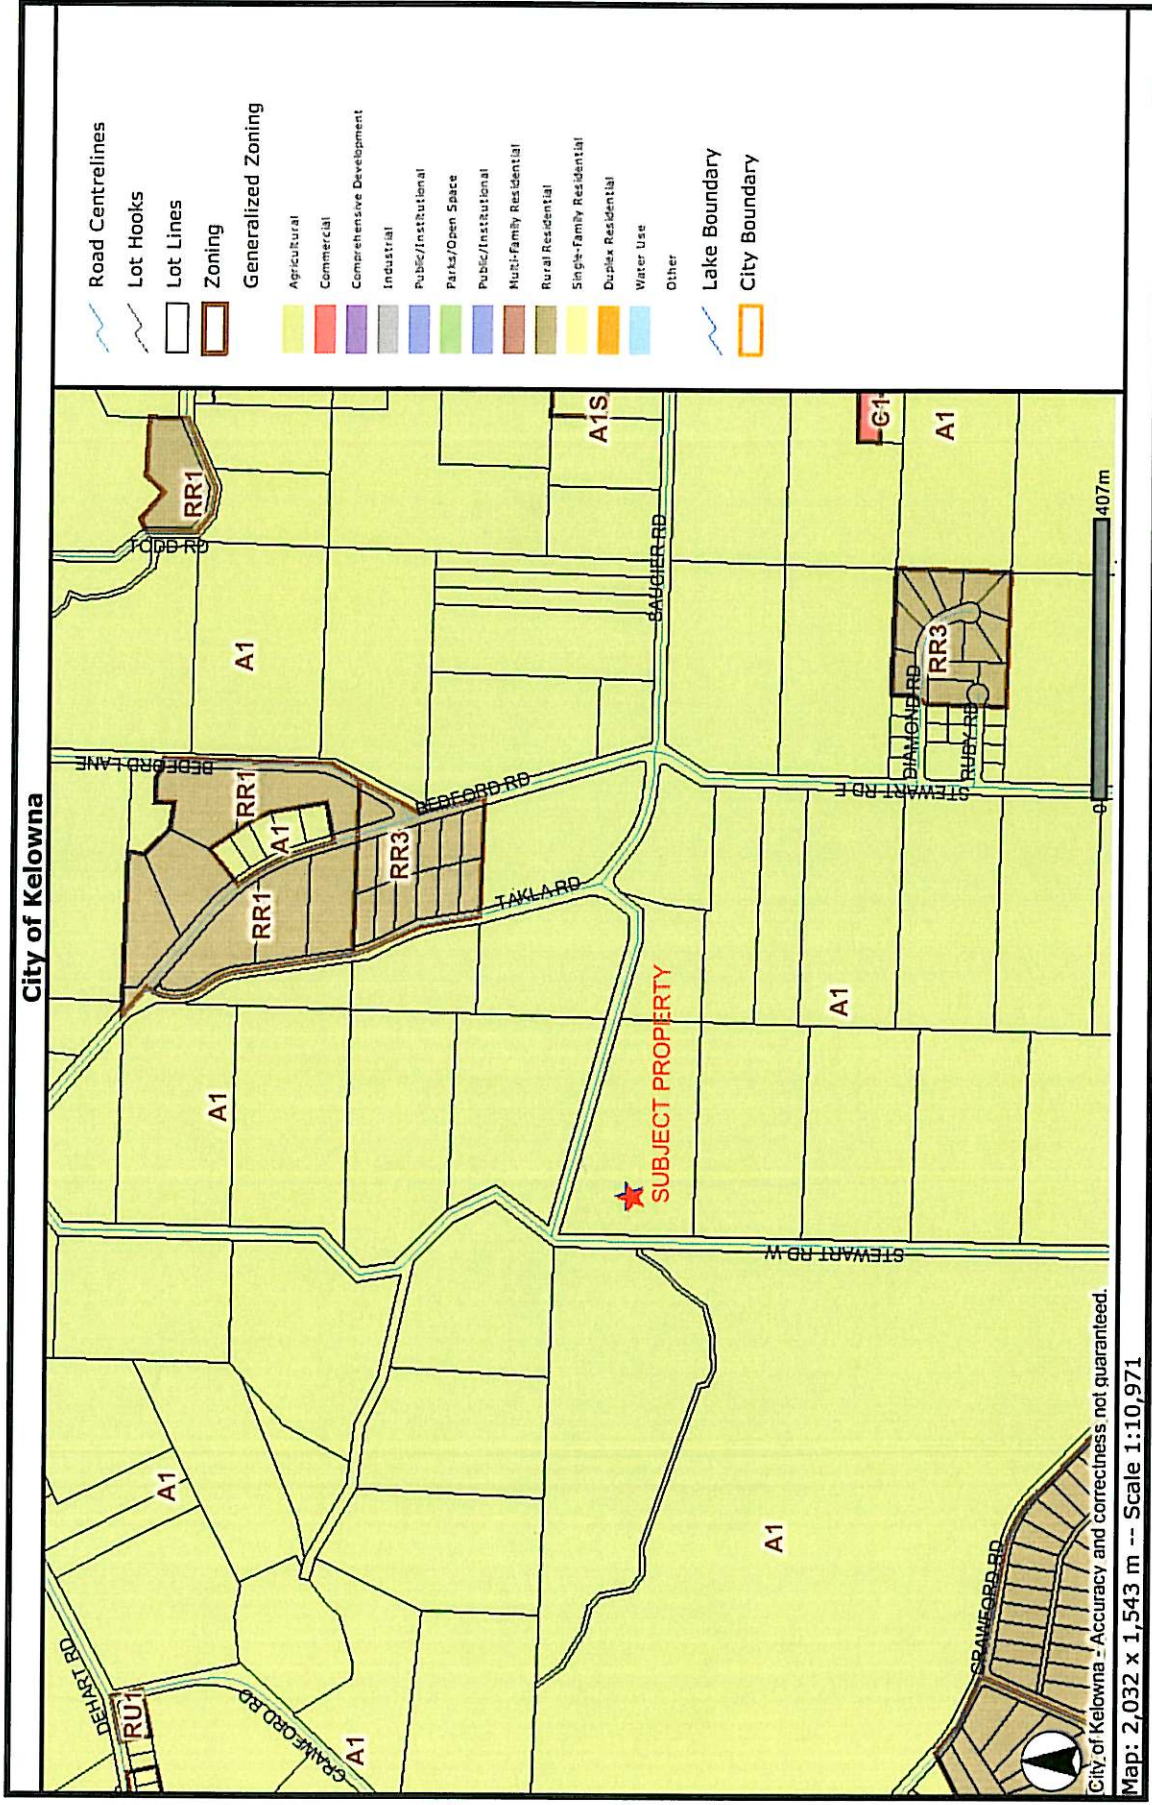 City of Kelowna
Road Centrelines
Lot Hooks
Lot Lines
Zoning
Generalized Zoning
Agricultural
Commercial
Comprehensive Development
Industrial
Public/Institutional
Parks/Open Space
Public/Institutional
Multi-Family Residential
Rural Residential
Single-Family Residential
Duplex Residential
Water Use
Other
Lake Boundary
City Boundary
DEHART RD
RU1
CRAWFORD RD
A1
A1
A1
RR1
RR1
A1
BEDFORD LANE
A1
TODD RD
RR1
RR3
BEDFORD RD
TAKLA RD
SAUCIER RD
A1S
SUBJECT PROPERTY
STEWART RD W
A1
A1
STEWART RD E
DIAMOND RD
RUBY RD
RR3
C1
A1
CRAWFORD RD
0
407m
City of Kelowna - Accuracy and correctness not guaranteed.
Map: 2,032 x 1,543 m -- Scale 1:10,971